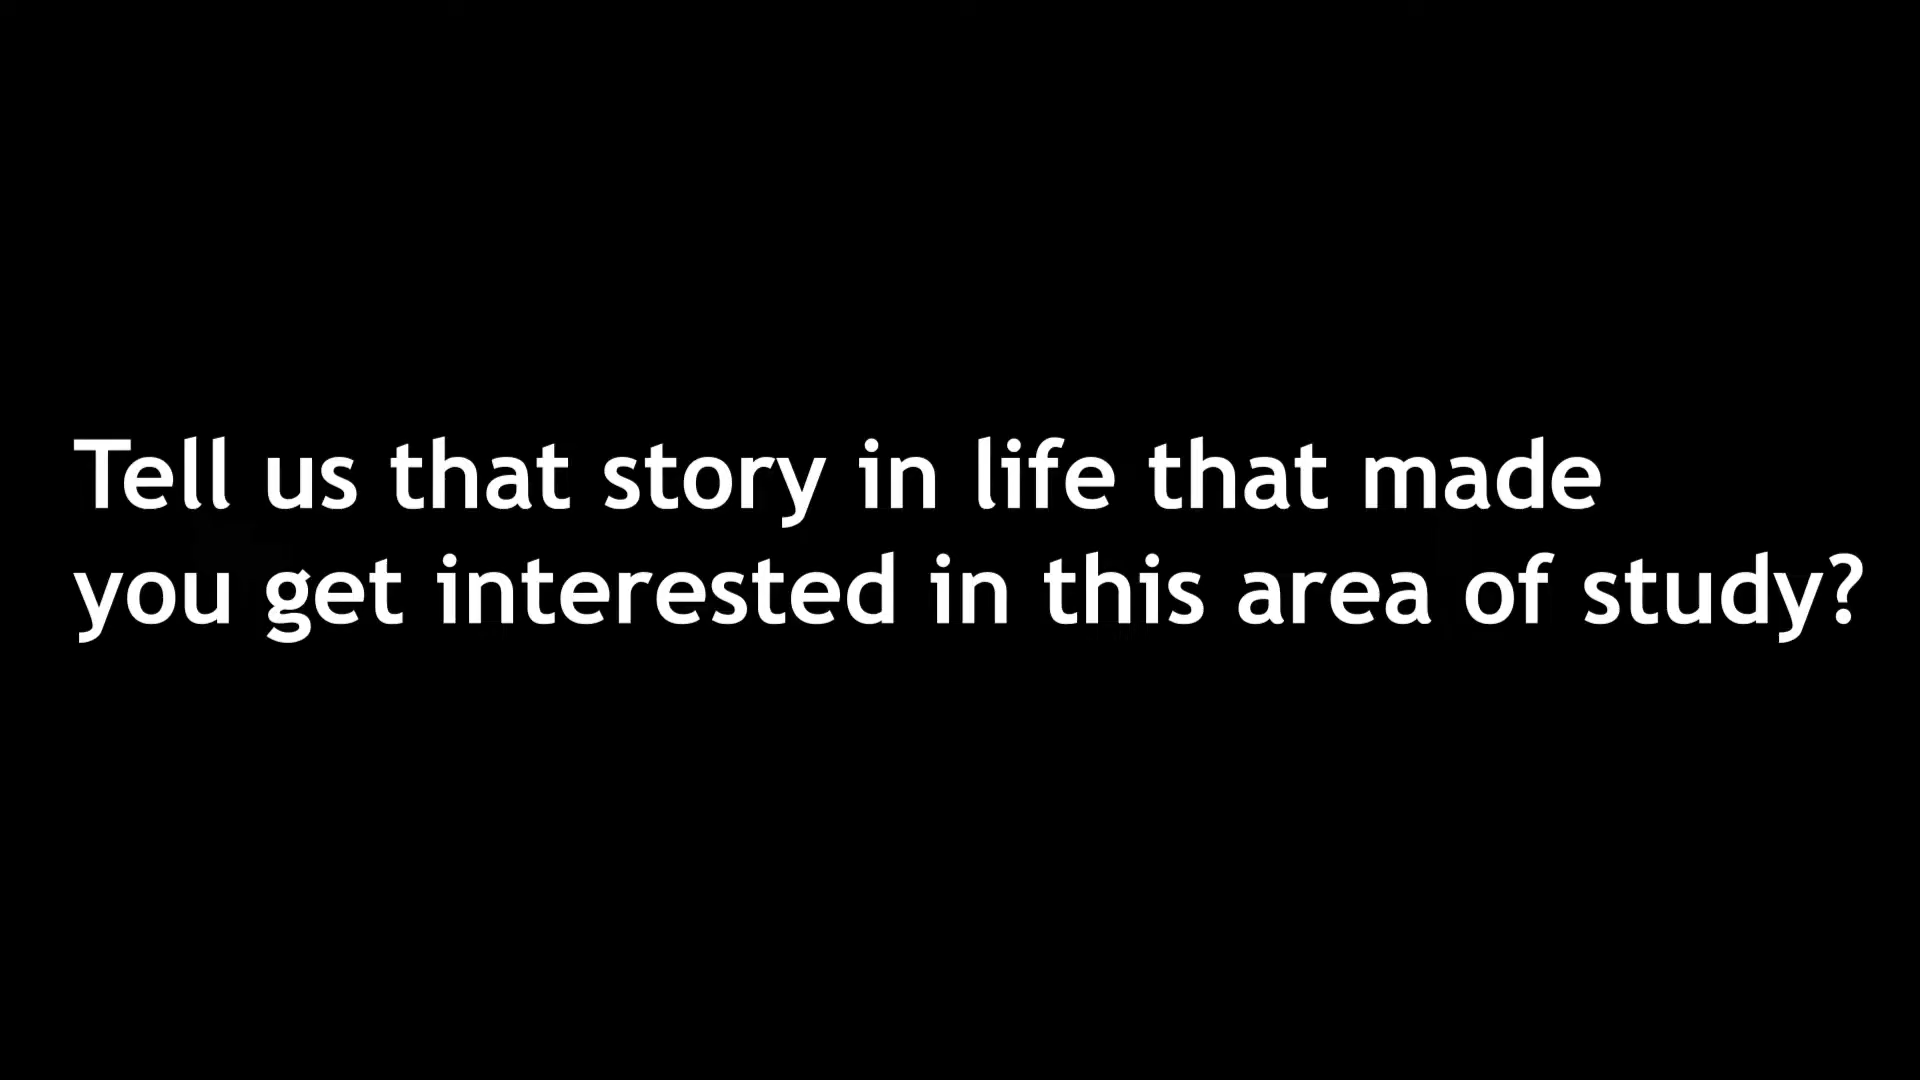 Tell us that story in life that made
you get interested in this area of study?